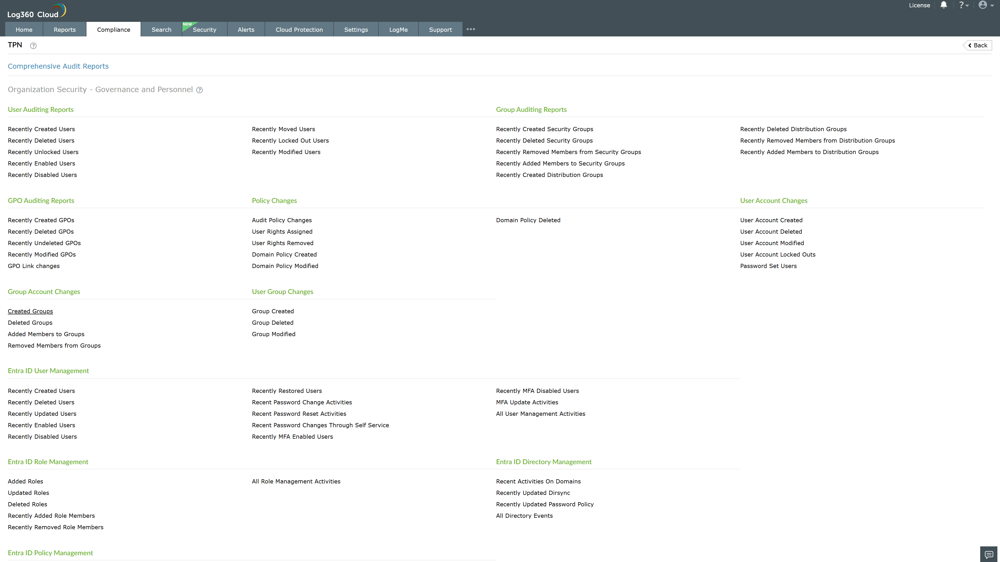 Log360 Cloud
License
?
Home Reports Compliance Search NEW Security Alerts Cloud Protection Settings LogMe Support
TPN ?
Back
Comprehensive Audit Reports
Organization Security - Governance and Personnel ?
User Auditing Reports
Recently Created Users
Recently Deleted Users
Recently Unlocked Users
Recently Enabled Users
Recently Disabled Users
Recently Moved Users
Recently Locked Out Users
Recently Modified Users
Group Auditing Reports
Recently Created Security Groups
Recently Deleted Security Groups
Recently Removed Members from Security Groups
Recently Added Members to Security Groups
Recently Created Distribution Groups
Recently Deleted Distribution Groups
Recently Removed Members from Distribution Groups
Recently Added Members to Distribution Groups
GPO Auditing Reports
Recently Created GPOs
Recently Deleted GPOs
Recently Undeleted GPOs
Recently Modified GPOs
GPO Link changes
Policy Changes
Audit Policy Changes
User Rights Assigned
User Rights Removed
Domain Policy Created
Domain Policy Modified
Domain Policy Deleted
User Account Changes
User Account Created
User Account Deleted
User Account Modified
User Account Locked Outs
Password Set Users
Group Account Changes
Created Groups
Deleted Groups
Added Members to Groups
Removed Members from Groups
User Group Changes
Group Created
Group Deleted
Group Modified
Entra ID User Management
Recently Created Users
Recently Deleted Users
Recently Updated Users
Recently Enabled Users
Recently Disabled Users
Recently Restored Users
Recent Password Change Activities
Recent Password Reset Activities
Recent Password Changes Through Self Service
Recently MFA Enabled Users
Recently MFA Disabled Users
MFA Update Activities
All User Management Activities
Entra ID Role Management
Added Roles
Updated Roles
Deleted Roles
Recently Added Role Members
Recently Removed Role Members
All Role Management Activities
Entra ID Directory Management
Recent Activities On Domains
Recently Updated Dirsync
Recently Updated Password Policy
All Directory Events
Entra ID Policy Management